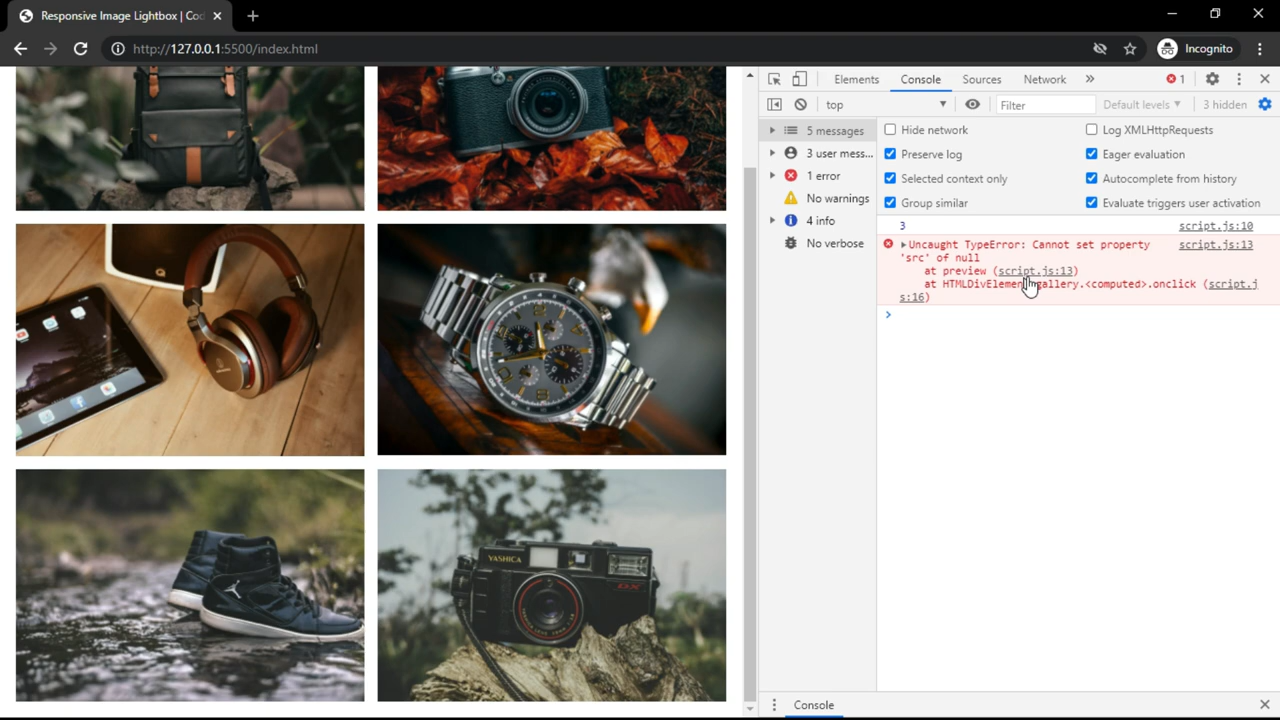 Responsive Image Lightbox | Cod
http://127.0.0.1:5500/index.html
Incognito
Elements
Console
Sources
Network
1
top
Filter
Default levels
3 hidden
5 messages
3 user mess...
1 error
No warnings
4 info
No verbose
Hide network
Log XMLHttpRequests
Preserve log
Eager evaluation
Selected context only
Autocomplete from history
Group similar
Evaluate triggers user activation
3
script.js:10
Uncaught TypeError: Cannot set property
script.js:13
'src' of null
at preview (script.js:13)
at HTMLDivElement.gallery.<computed>.onclick (script.j
s:16)
YASHICA
DX
Console